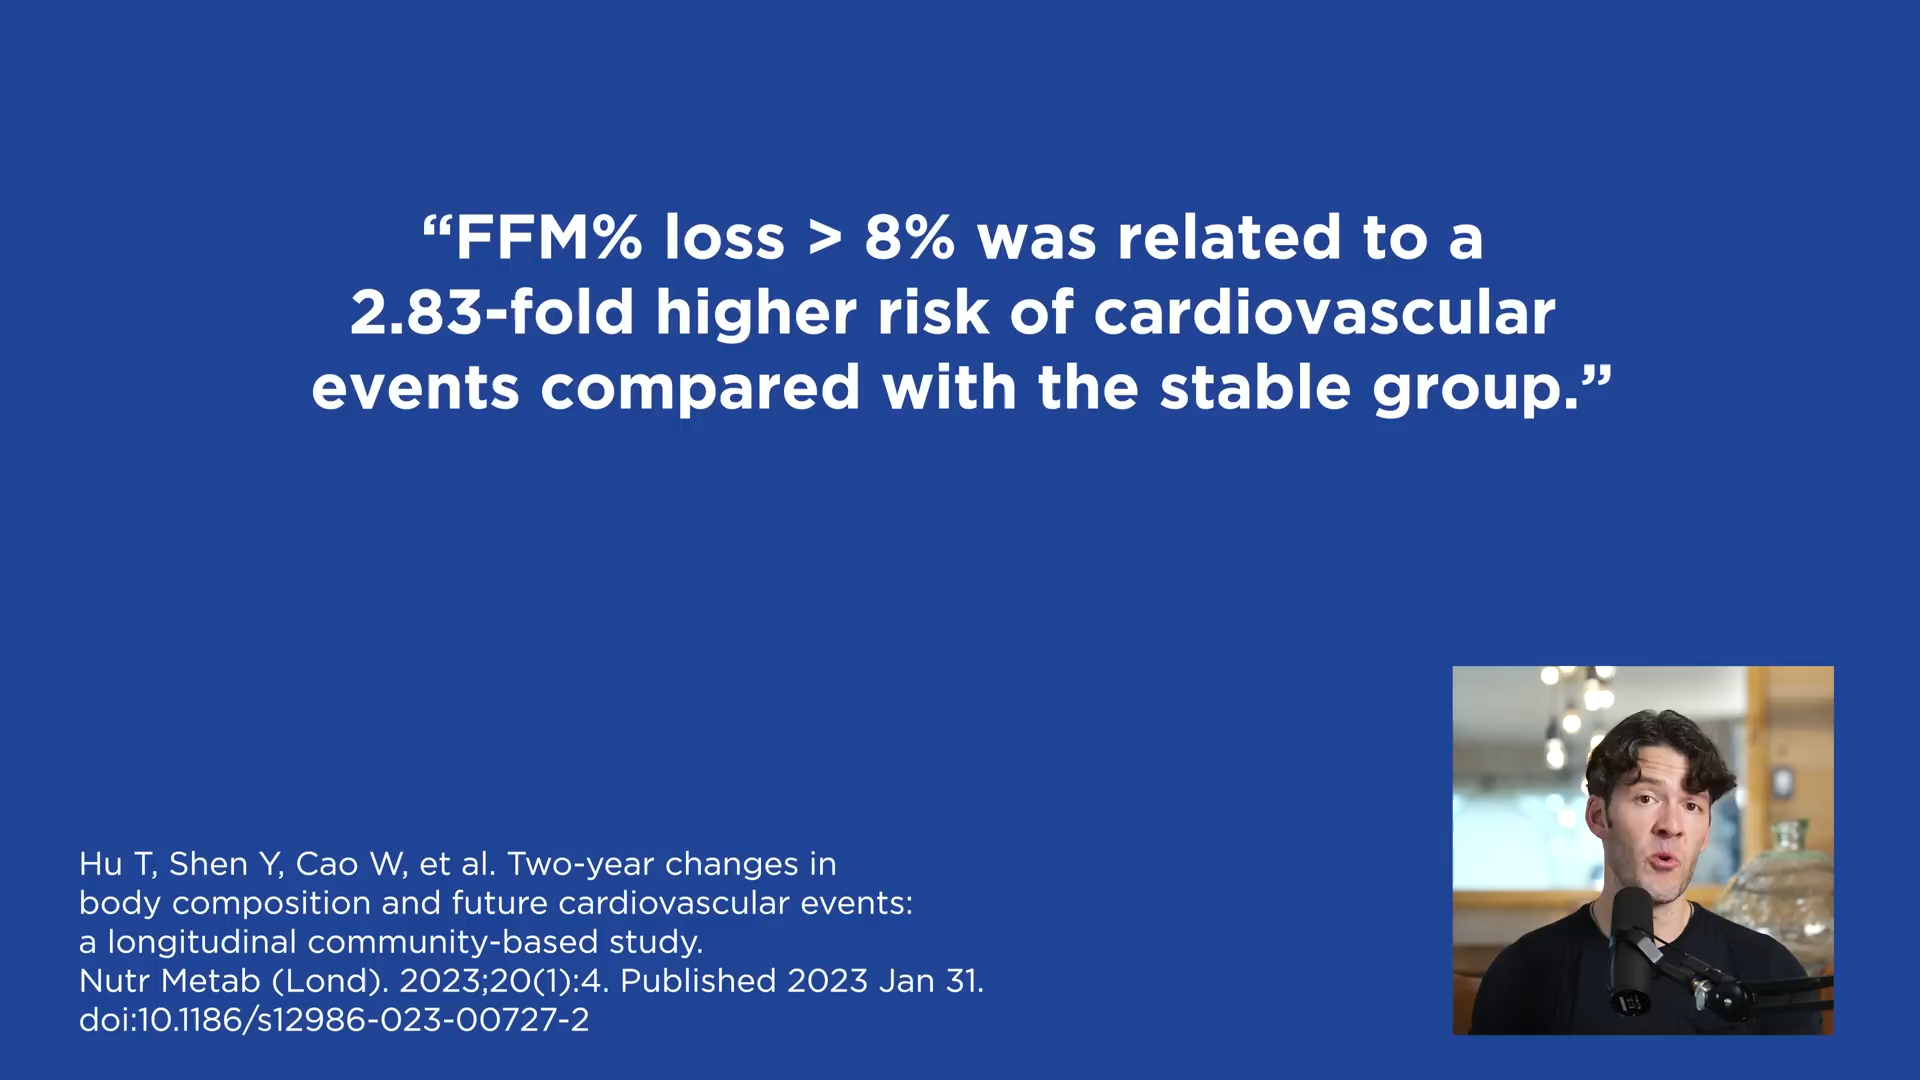 “FFM% loss > 8% was related to a
2.83-fold higher risk of cardiovascular
events compared with the stable group.”
Hu T, Shen Y, Cao W, et al. Two-year changes in
body composition and future cardiovascular events:
a longitudinal community-based study.
Nutr Metab (Lond). 2023;20(1):4. Published 2023 Jan 31.
doi:10.1186/s12986-023-00727-2